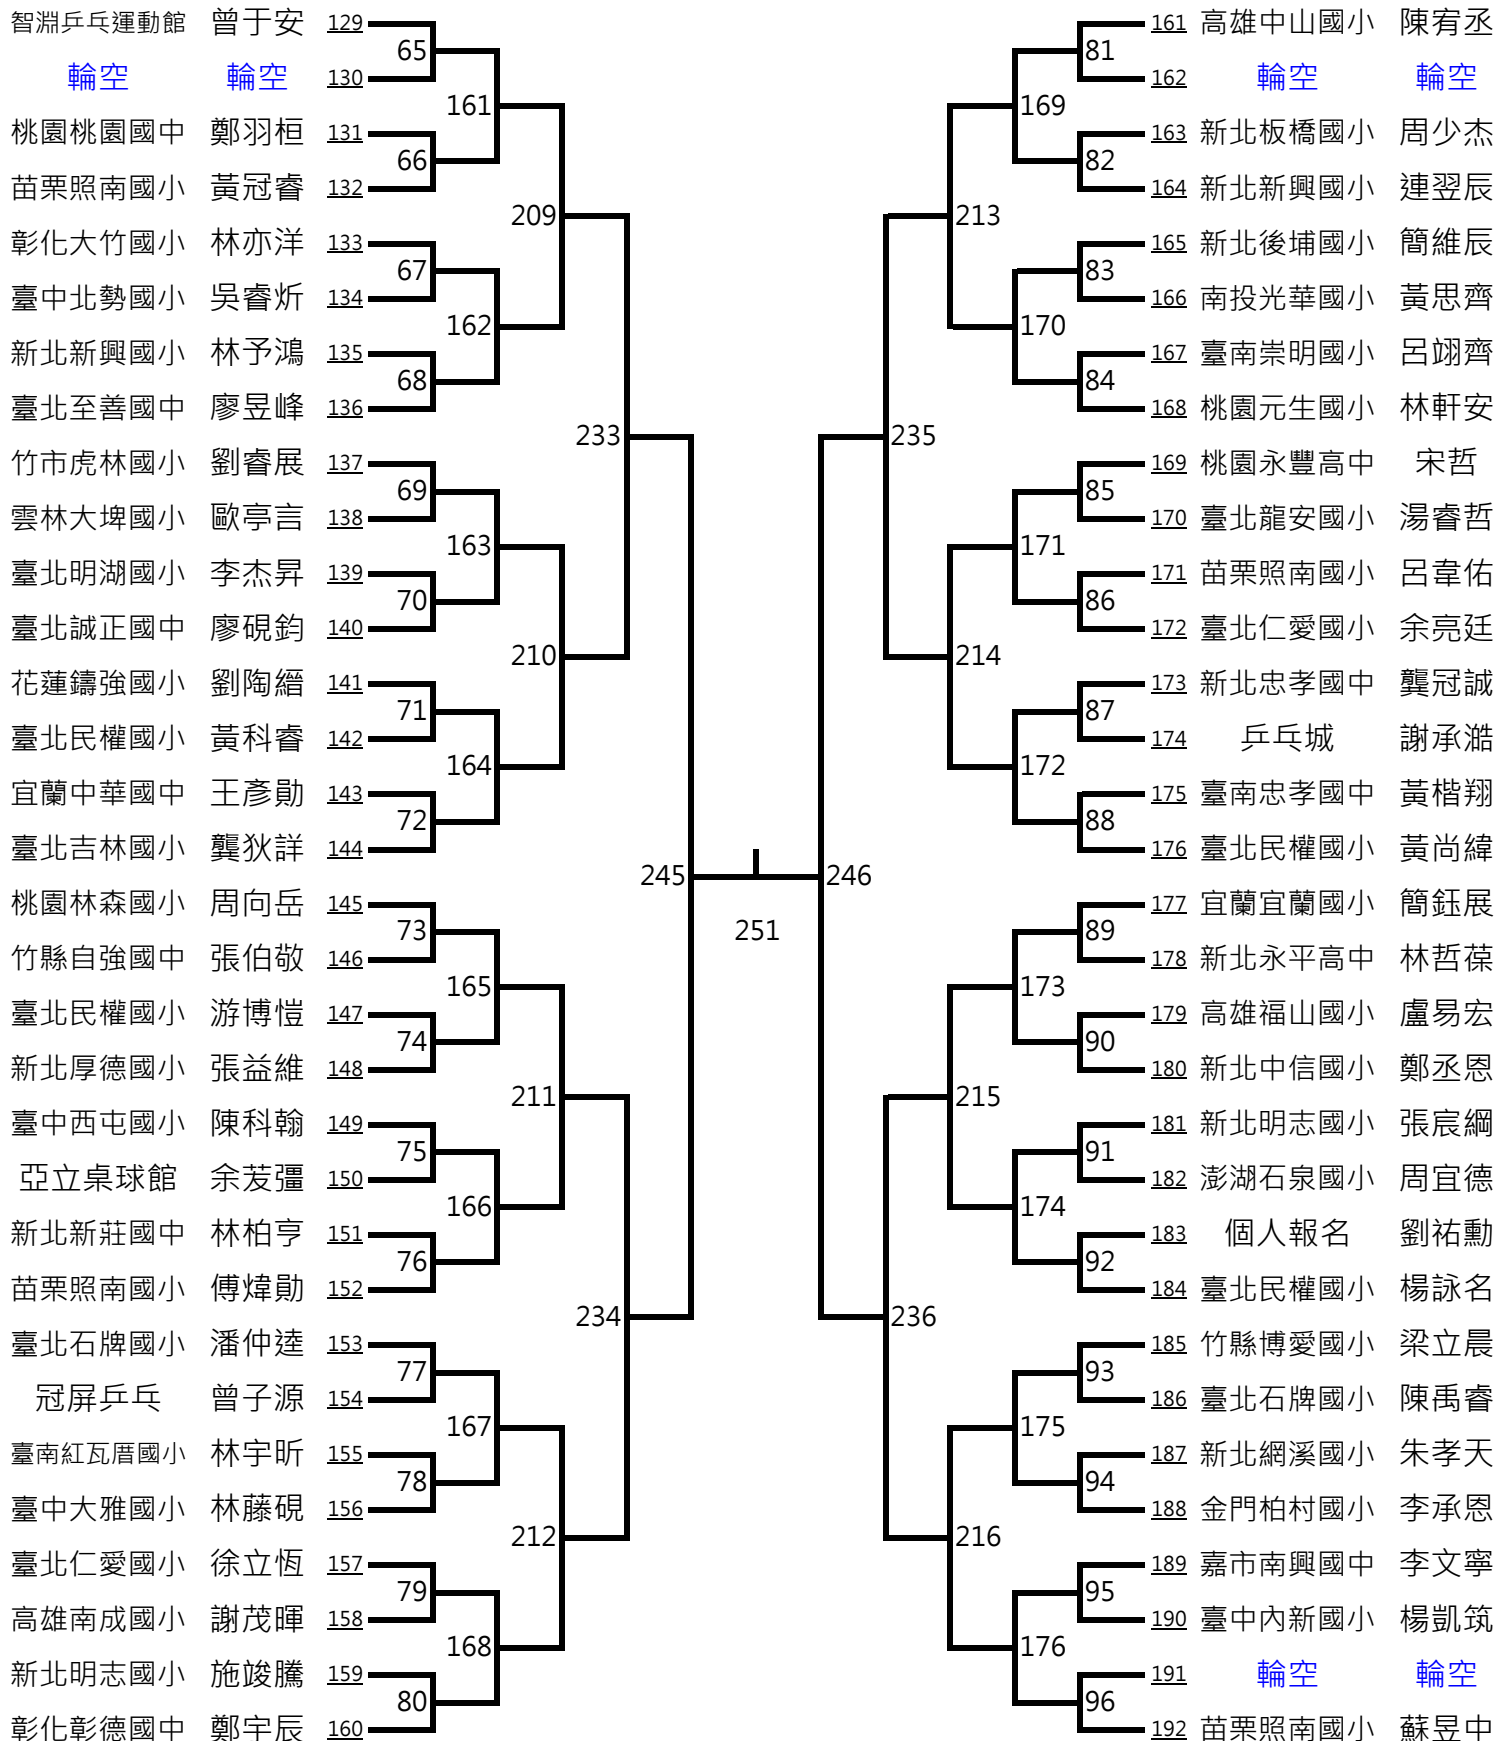 智淵乒乓運動館 曾于安 129
65
輪空 輪空 130
161
桃園桃園國中 鄭羽桓 131
66
苗栗照南國小 黃冠睿 132
209
彰化大竹國小 林亦洋 133
67
臺中北勢國小 吳睿炘 134
162
新北新興國小 林予鴻 135
68
臺北至善國中 廖昱峰 136
233
竹市虎林國小 劉睿展 137
69
雲林大埤國小 歐亭言 138
163
臺北明湖國小 李杰昇 139
70
臺北誠正國中 廖硯鈞 140
210
花蓮鑄強國小 劉陶縉 141
71
臺北民權國小 黃科睿 142
164
宜蘭中華國中 王彥勛 143
72
臺北吉林國小 龔狄詳 144
245
桃園林森國小 周向岳 145
73
竹縣自強國中 張伯敬 146
165
臺北民權國小 游博愷 147
74
新北厚德國小 張益維 148
211
臺中西屯國小 陳科翰 149
75
亞立桌球館 余苃彊 150
166
新北新莊國中 林柏亨 151
76
苗栗照南國小 傅煒勛 152
234
臺北石牌國小 潘仲逵 153
77
冠屏乒乓 曾子源 154
167
臺南紅瓦厝國小 林宇昕 155
78
臺中大雅國小 林藤硯 156
212
臺北仁愛國小 徐立恆 157
79
高雄南成國小 謝茂暉 158
168
新北明志國小 施竣騰 159
80
彰化彰德國中 鄭宇辰 160
251
161 高雄中山國小 陳宥丞
81
162 輪空 輪空
169
163 新北板橋國小 周少杰
82
164 新北新興國小 連翌辰
213
165 新北後埔國小 簡維辰
83
166 南投光華國小 黃思齊
170
167 臺南崇明國小 呂翊齊
84
168 桃園元生國小 林軒安
235
169 桃園永豐高中 宋哲
85
170 臺北龍安國小 湯睿哲
171
171 苗栗照南國小 呂韋佑
86
172 臺北仁愛國小 余亮廷
214
173 新北忠孝國中 龔冠誠
87
174 乒乓城 謝承澔
172
175 臺南忠孝國中 黃楷翔
88
176 臺北民權國小 黃尚緯
246
177 宜蘭宜蘭國小 簡鈺展
89
178 新北永平高中 林哲葆
173
179 高雄福山國小 盧易宏
90
180 新北中信國小 鄭丞恩
215
181 新北明志國小 張宸綱
91
182 澎湖石泉國小 周宜德
174
183 個人報名 劉祐勳
92
184 臺北民權國小 楊詠名
236
185 竹縣博愛國小 梁立晨
93
186 臺北石牌國小 陳禹睿
175
187 新北網溪國小 朱孝天
94
188 金門柏村國小 李承恩
216
189 嘉市南興國中 李文寧
95
190 臺中內新國小 楊凱筑
176
191 輪空 輪空
96
192 苗栗照南國小 蘇昱中